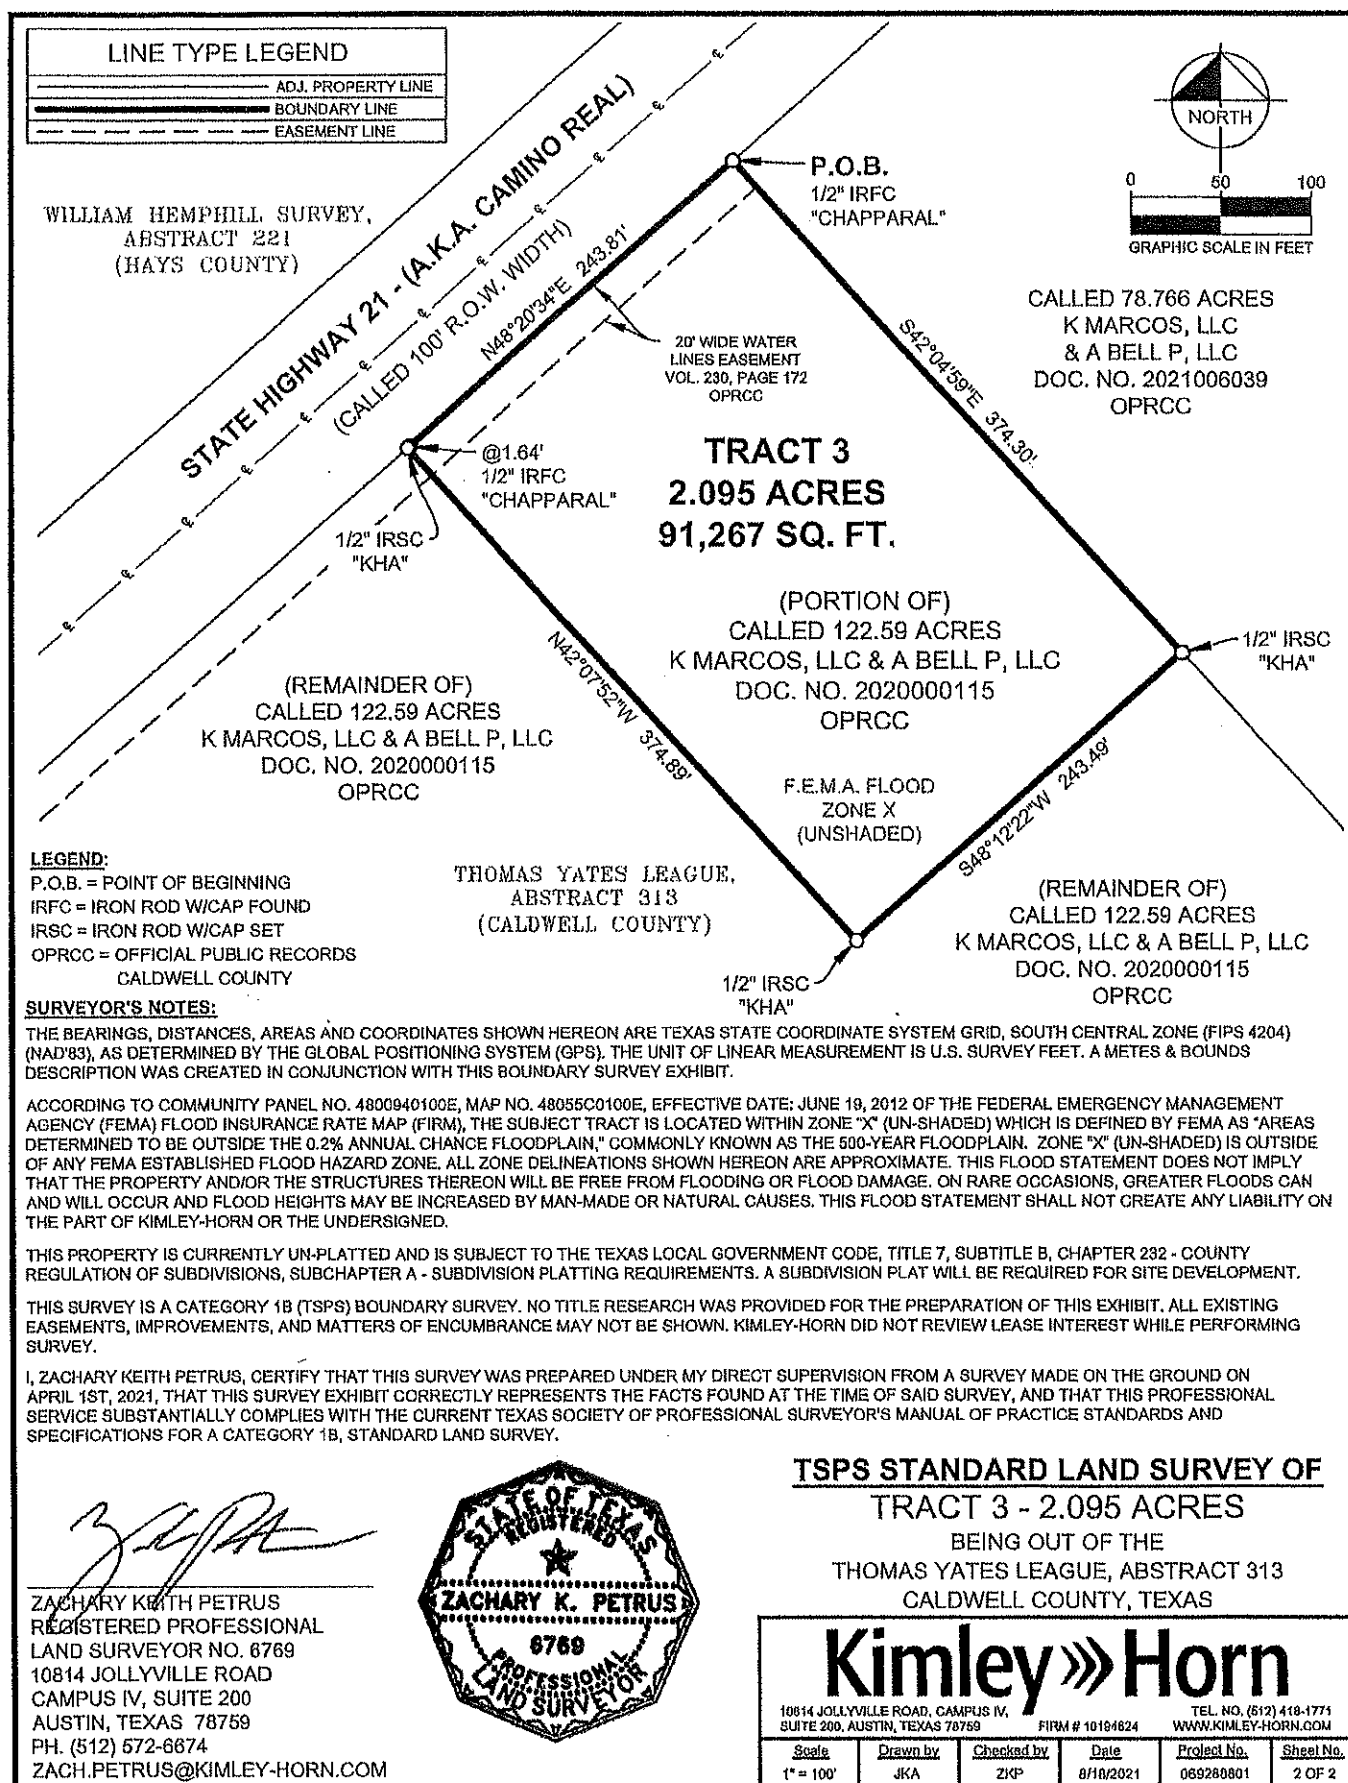 LINE TYPE LEGEND
ADJ. PROPERTY LINE
BOUNDARY LINE
EASEMENT LINE
WILLIAM HEMPHILL SURVEY,
ABSTRACT 221
(HAYS COUNTY)
STATE HIGHWAY 21 - (A.K.A. CAMINO REAL)
(CALLED 100' R.O.W. WIDTH)
N48°20'34"E 243.81'
P.O.B.
1/2" IRFC
"CHAPPARAL"
NORTH
0 50 100
GRAPHIC SCALE IN FEET
CALLED 78.766 ACRES
K MARCOS, LLC
& A BELL P, LLC
DOC. NO. 2021006039
OPRCC
20' WIDE WATER
LINES EASEMENT
VOL. 230, PAGE 172
OPRCC
S42°04'59"E 374.30'
@1.64'
1/2" IRFC
"CHAPPARAL"
1/2" IRSC
"KHA"
TRACT 3
2.095 ACRES
91,267 SQ. FT.
(PORTION OF)
CALLED 122.59 ACRES
K MARCOS, LLC & A BELL P, LLC
DOC. NO. 2020000115
OPRCC
1/2" IRSC
"KHA"
N42°07'52"W 374.89'
(REMAINDER OF)
CALLED 122.59 ACRES
K MARCOS, LLC & A BELL P, LLC
DOC. NO. 2020000115
OPRCC
F.E.M.A. FLOOD
ZONE X
(UNSHADED)
S48°12'22"W 243.49'
THOMAS YATES LEAGUE,
ABSTRACT 313
(CALDWELL COUNTY)
(REMAINDER OF)
CALLED 122.59 ACRES
K MARCOS, LLC & A BELL P, LLC
DOC. NO. 2020000115
OPRCC
1/2" IRSC
"KHA"
LEGEND:
P.O.B. = POINT OF BEGINNING
IRFC = IRON ROD W/CAP FOUND
IRSC = IRON ROD W/CAP SET
OPRCC = OFFICIAL PUBLIC RECORDS
CALDWELL COUNTY
SURVEYOR'S NOTES:
THE BEARINGS, DISTANCES, AREAS AND COORDINATES SHOWN HEREON ARE TEXAS STATE COORDINATE SYSTEM GRID, SOUTH CENTRAL ZONE (FIPS 4204)
(NAD'83), AS DETERMINED BY THE GLOBAL POSITIONING SYSTEM (GPS). THE UNIT OF LINEAR MEASUREMENT IS U.S. SURVEY FEET. A METES & BOUNDS
DESCRIPTION WAS CREATED IN CONJUNCTION WITH THIS BOUNDARY SURVEY EXHIBIT.
ACCORDING TO COMMUNITY PANEL NO. 4800940100E, MAP NO. 48055C0100E, EFFECTIVE DATE: JUNE 19, 2012 OF THE FEDERAL EMERGENCY MANAGEMENT
AGENCY (FEMA) FLOOD INSURANCE RATE MAP (FIRM), THE SUBJECT TRACT IS LOCATED WITHIN ZONE "X" (UN-SHADED) WHICH IS DEFINED BY FEMA AS "AREAS
DETERMINED TO BE OUTSIDE THE 0.2% ANNUAL CHANCE FLOODPLAIN," COMMONLY KNOWN AS THE 500-YEAR FLOODPLAIN. ZONE "X" (UN-SHADED) IS OUTSIDE
OF ANY FEMA ESTABLISHED FLOOD HAZARD ZONE. ALL ZONE DELINEATIONS SHOWN HEREON ARE APPROXIMATE. THIS FLOOD STATEMENT DOES NOT IMPLY
THAT THE PROPERTY AND/OR THE STRUCTURES THEREON WILL BE FREE FROM FLOODING OR FLOOD DAMAGE. ON RARE OCCASIONS, GREATER FLOODS CAN
AND WILL OCCUR AND FLOOD HEIGHTS MAY BE INCREASED BY MAN-MADE OR NATURAL CAUSES. THIS FLOOD STATEMENT SHALL NOT CREATE ANY LIABILITY ON
THE PART OF KIMLEY-HORN OR THE UNDERSIGNED.
THIS PROPERTY IS CURRENTLY UN-PLATTED AND IS SUBJECT TO THE TEXAS LOCAL GOVERNMENT CODE, TITLE 7, SUBTITLE B, CHAPTER 232 - COUNTY
REGULATION OF SUBDIVISIONS, SUBCHAPTER A - SUBDIVISION PLATTING REQUIREMENTS. A SUBDIVISION PLAT WILL BE REQUIRED FOR SITE DEVELOPMENT.
THIS SURVEY IS A CATEGORY 1B (TSPS) BOUNDARY SURVEY. NO TITLE RESEARCH WAS PROVIDED FOR THE PREPARATION OF THIS EXHIBIT. ALL EXISTING
EASEMENTS, IMPROVEMENTS, AND MATTERS OF ENCUMBRANCE MAY NOT BE SHOWN. KIMLEY-HORN DID NOT REVIEW LEASE INTEREST WHILE PERFORMING
SURVEY.
I, ZACHARY KEITH PETRUS, CERTIFY THAT THIS SURVEY WAS PREPARED UNDER MY DIRECT SUPERVISION FROM A SURVEY MADE ON THE GROUND ON
APRIL 1ST, 2021, THAT THIS SURVEY EXHIBIT CORRECTLY REPRESENTS THE FACTS FOUND AT THE TIME OF SAID SURVEY, AND THAT THIS PROFESSIONAL
SERVICE SUBSTANTIALLY COMPLIES WITH THE CURRENT TEXAS SOCIETY OF PROFESSIONAL SURVEYOR'S MANUAL OF PRACTICE STANDARDS AND
SPECIFICATIONS FOR A CATEGORY 1B, STANDARD LAND SURVEY.
ZACHARY KEITH PETRUS
REGISTERED PROFESSIONAL
LAND SURVEYOR NO. 6769
10814 JOLLYVILLE ROAD
CAMPUS IV, SUITE 200
AUSTIN, TEXAS 78759
PH. (512) 572-6674
ZACH.PETRUS@KIMLEY-HORN.COM
STATE OF TEXAS
REGISTERED
ZACHARY K. PETRUS
6769
PROFESSIONAL
LAND SURVEYOR
TSPS STANDARD LAND SURVEY OF
TRACT 3 - 2.095 ACRES
BEING OUT OF THE
THOMAS YATES LEAGUE, ABSTRACT 313
CALDWELL COUNTY, TEXAS
Kimley»Horn
10814 JOLLYVILLE ROAD, CAMPUS IV,
SUITE 200, AUSTIN, TEXAS 78759
FIRM # 10194624
TEL. NO. (512) 418-1771
WWW.KIMLEY-HORN.COM
Scale Drawn by Checked by Date Project No. Sheet No.
1" = 100' JKA ZKP 8/18/2021 069280801 2 OF 2